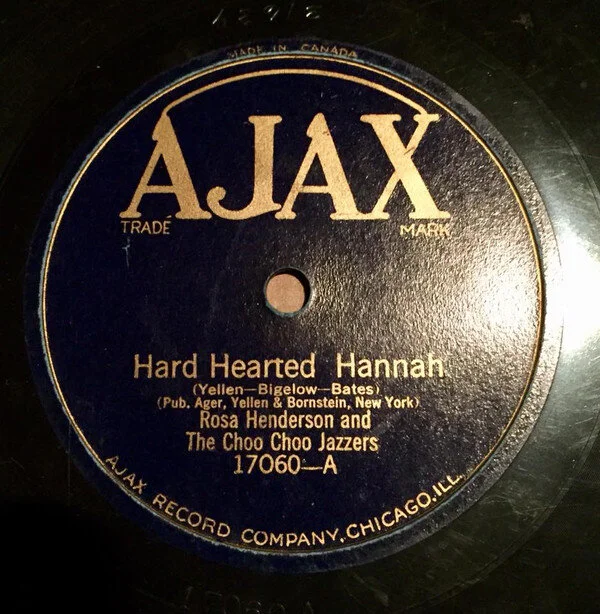 MADE IN CANADA
AJAX
TRADE MARK
Hard Hearted Hannah
(Yellen—Bigelow—Bates)
(Pub. Ager, Yellen & Bornstein, New York)
Rosa Henderson and
The Choo Choo Jazzers
17060—A
AJAX RECORD COMPANY, CHICAGO, ILL.
17060 A